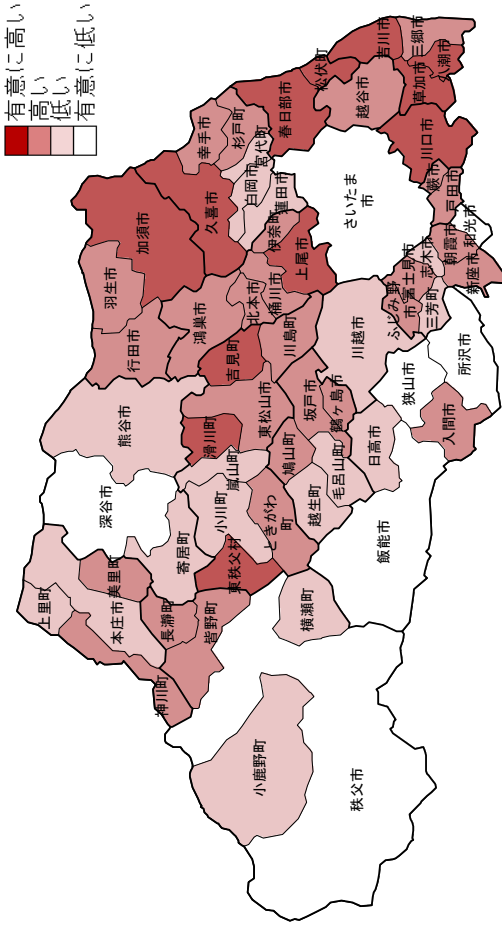 有意に高い
高い
低い
有意に低い
上里町
神川町
本庄市
美里町
深谷市
熊谷市
行田市
羽生市
加須市
長瀞町
皆野町
寄居町
小川町
嵐山町
滑川町
吉見町
鴻巣市
北本市
桶川市
久喜市
幸手市
杉戸町
宮代町
白岡市
蓮田市
伊奈町
上尾市
春日部市
松伏町
吉川市
三郷市
八潮市
草加市
越谷市
さいたま
市
川口市
蕨市
戸田市
和光市
朝霞市
新座市
志木市
富士見市
ふじみ野
市
三芳町
川越市
川島町
東松山市
坂戸市
鶴ヶ島市
鳩山町
毛呂山町
越生町
ときがわ
町
東秩父村
日高市
狭山市
所沢市
入間市
飯能市
横瀬町
小鹿野町
秩父市